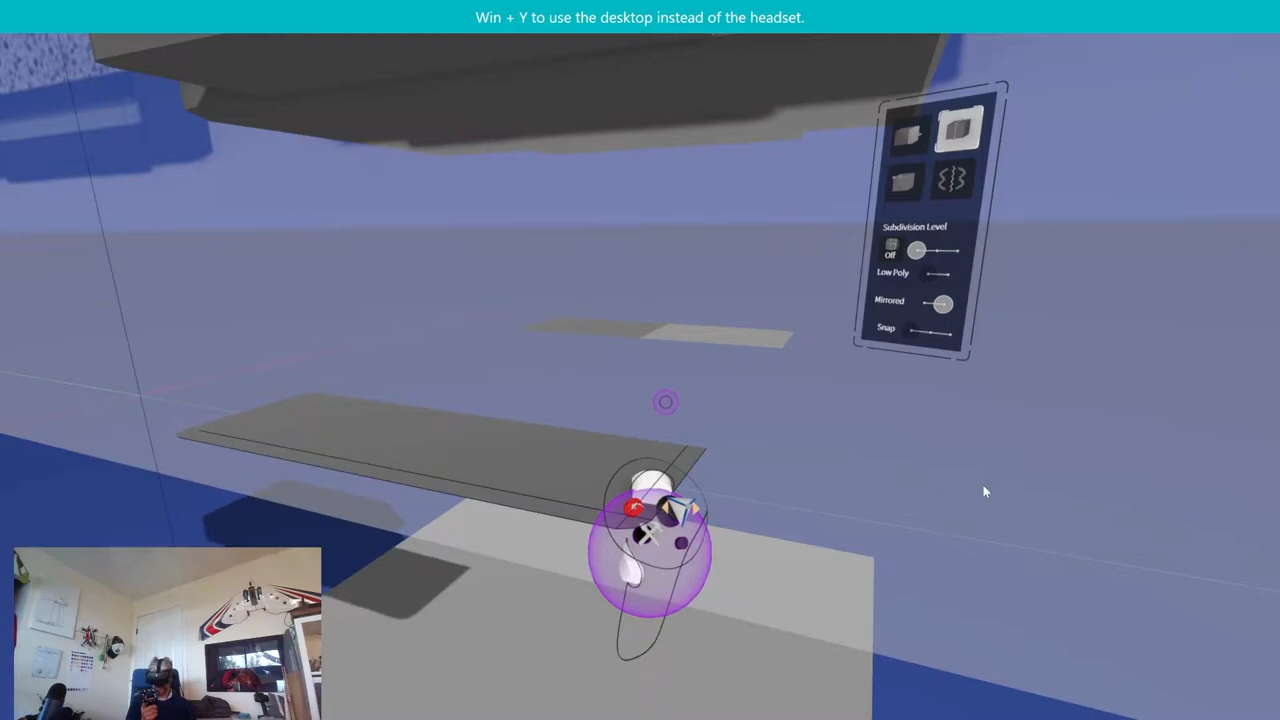 Win + Y to use the desktop instead of the headset.
Subdivision Level
Off
Low Poly
Mirrored
Snap